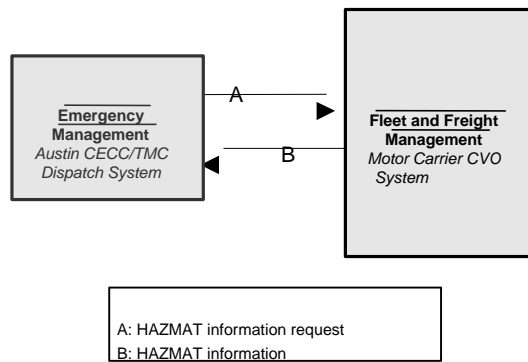 Emergency
Management
Austin CECC/TMC
Dispatch System
A
B
Fleet and Freight
Management
Motor Carrier CVO
System
A: HAZMAT information request
B: HAZMAT information